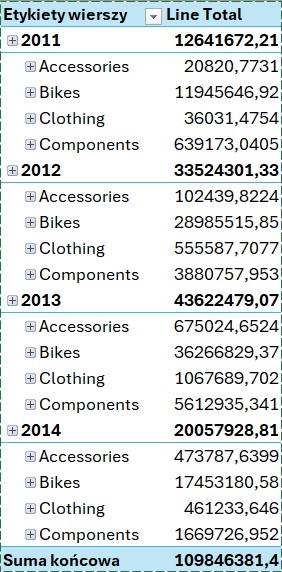 Etykiety wierszy Line Total
2011 12641672,21
Accessories 20820,7731
Bikes 11945646,92
Clothing 36031,4754
Components 639173,0405
2012 33524301,33
Accessories 102439,8224
Bikes 28985515,85
Clothing 555587,7077
Components 3880757,953
2013 43622479,07
Accessories 675024,6524
Bikes 36266829,37
Clothing 1067689,702
Components 5612935,341
2014 20057928,81
Accessories 473787,6399
Bikes 17453180,58
Clothing 461233,646
Components 1669726,952
Suma końcowa 109846381,4